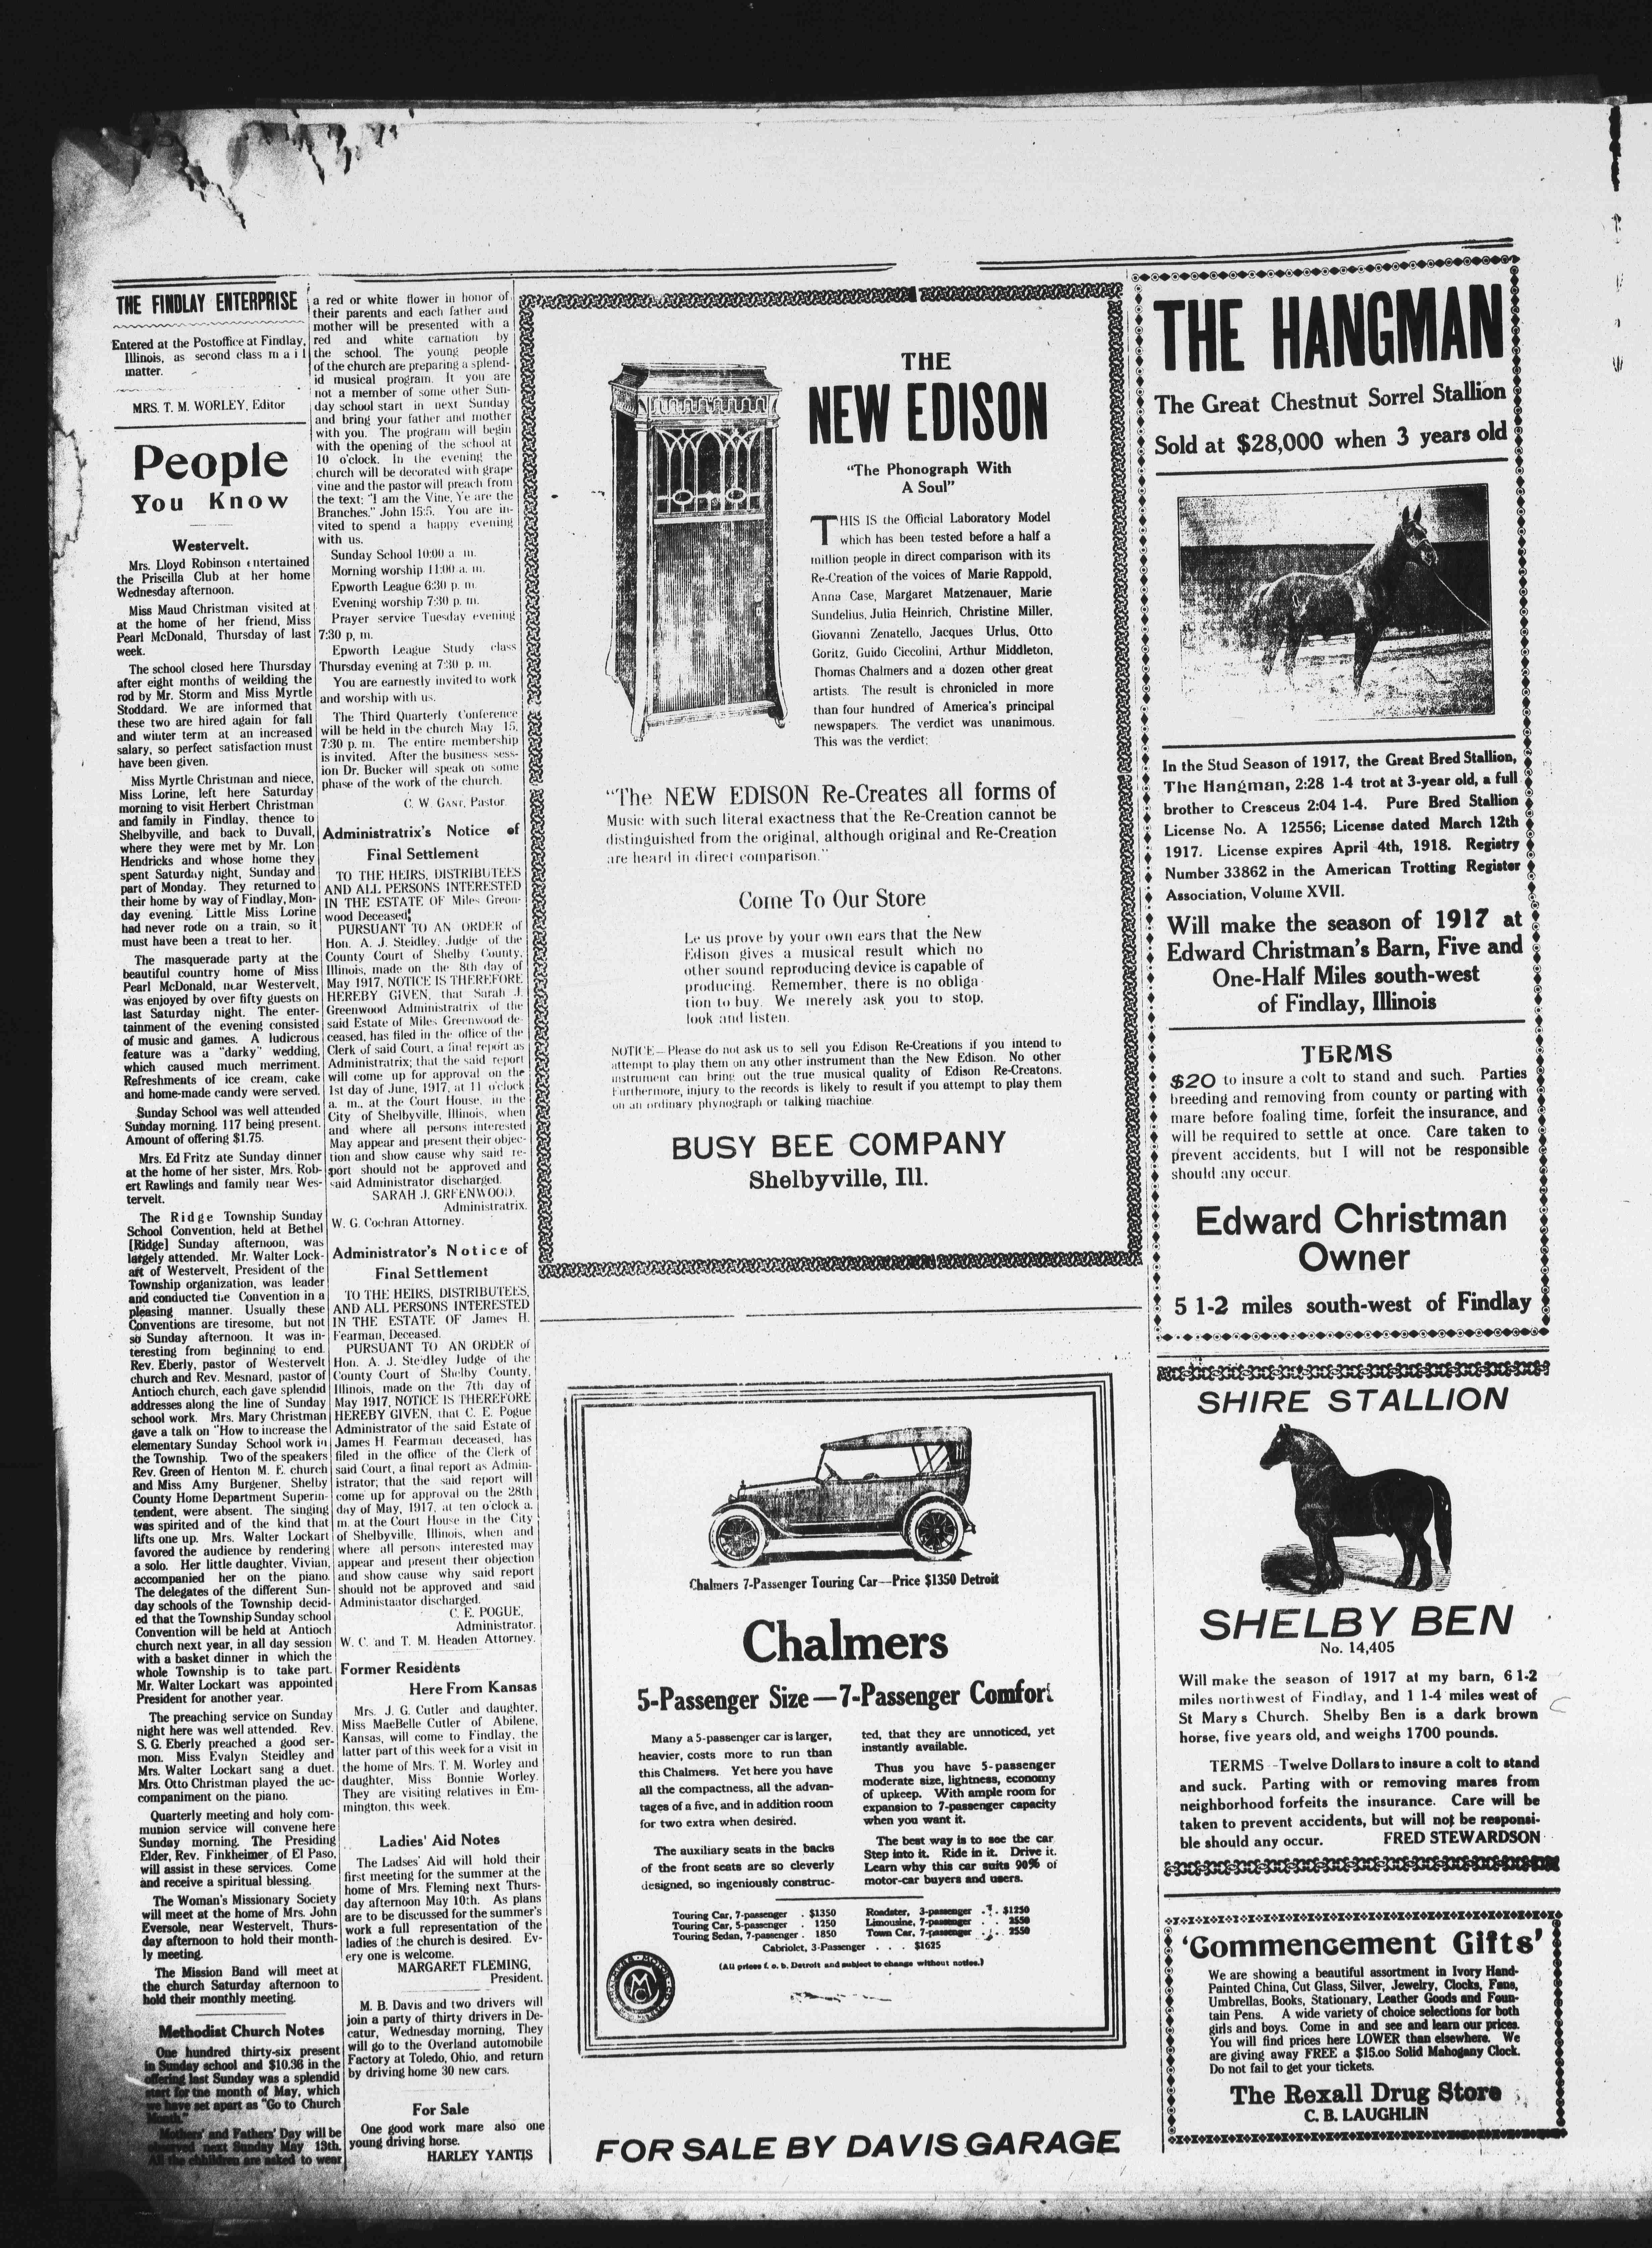 THE FINDLAY ENTERPRISE
Entered at the Postoffice at Findlay,
Illinois, as second class m a i l
matter.
MRS. T. M. WORLEY, Editor
People
You Know
Westervelt.
Mrs. Lloyd Robinson entertained
the Priscilla Club at her home
Wednesday afternoon.
Miss Maud Christman visited at
at the home of her friend, Miss
Pearl McDonald, Thursday of last
week.
The school closed here Thursday
after eight months of weilding the
rod by Mr. Storm and Miss Myrtle
Stoddard. We are informed that
these two are hired again for fall
and winter term at an increased
salary, so perfect satisfaction must
have been given.
Miss Myrtle Christman and niece,
Miss Lorine, left here Saturday
morning to visit Herbert Christman
and family in Findlay, thence to
Shelbyville, and back to Duvall,
where they were met by Mr. Lon
Hendricks and whose home they
spent Saturday night, Sunday and
part of Monday. They returned to
their home by way of Findlay, Mon-
day evening. Little Miss Lorine
had never rode on a train, so it
must have been a treat to her.
The masquerade party at the
beautiful country home of Miss
Pearl McDonald, near Westervelt,
was enjoyed by over fifty guests on
last Saturday night. The enter-
tainment of the evening consisted
of music and games. A ludicrous
feature was a "darky" wedding,
which caused much merriment.
Refreshments of ice cream, cake
and home-made candy were served.
Sunday School was well attended
Sunday morning. 117 being present.
Amount of offering $1.75.
Mrs. Ed Fritz ate Sunday dinner
at the home of her sister, Mrs. Rob-
ert Rawlings and family near Wes-
tervelt.
The Ridge Township Sunday
School Convention, held at Bethel
[Ridge] Sunday afternoon, was
largely attended. Mr. Walter Lock-
art of Westervelt, President of the
Township organization, was leader
and conducted the Convention in a
pleasing manner. Usually these
Conventions are tiresome, but not
so Sunday afternoon. It was in-
teresting from beginning to end.
Rev. Eberly, pastor of Westervelt
church and Rev. Mesnard, pastor of
Antioch church, each gave splendid
addresses along the line of Sunday
school work. Mrs. Mary Christman
gave a talk on "How to increase the
elementary Sunday School work in
the Township. Two of the speakers
Rev. Green of Henton M. E. church
and Miss Amy Burgener, Shelby
County Home Department Superin-
tendent, were absent. The singing
was spirited and of the kind that
lifts one up. Mrs. Walter Lockart
favored the audience by rendering
a solo. Her little daughter, Vivian,
accompanied her on the piano.
The delegates of the different Sun-
day schools of the Township decid-
ed that the Township Sunday school
Convention will be held at Antioch
church next year, in all day session
with a basket dinner in which the
whole Township is to take part.
Mr. Walter Lockart was appointed
President for another year.
The preaching service on Sunday
night here was well attended. Rev.
S. G. Eberly preached a good ser-
mon. Miss Evalyn Steidley and
Mrs. Walter Lockart sang a duet.
Mrs. Otto Christman played the ac-
companiment on the piano.
Quarterly meeting and holy com-
munion service will convene here
Sunday morning. The Presiding
Elder, Rev. Finkheimer, of El Paso,
will assist in these services. Come
and receive a spiritual blessing.
The Woman's Missionary Society
will meet at the home of Mrs. John
Eversole, near Westervelt, Thurs-
day afternoon to hold their month-
ly meeting.
The Mission Band will meet at
the church Saturday afternoon to
hold their monthly meeting.
Methodist Church Notes
One hundred thirty-six present
in Sunday school and $10.36 in the
offering last Sunday was a splendid
start for the month of May, which
we have set apart as "Go to Church
Month."
Mothers' and Fathers' Day will be
observed next Sunday May 13th.
All the chhildren are asked to wear
a red or white flower in honor of
their parents and each father and
mother will be presented with a
red and white carnation by
the school. The young people
of the church are preparing a splend-
id musical program. It you are
not a member of some other Sun-
day school start in next Sunday
and bring your father and mother
with you. The program will begin
with the opening of the school at
10 o'clock. In the evening the
church will be decorated with grape
vine and the pastor will preach from
the text: "I am the Vine, Ye are the
Branches." John 15:5. You are in-
vited to spend a happy evening
with us.
Sunday School 10:00 a. m.
Morning worship 11:00 a. m.
Epworth League 6:30 p. m.
Evening worship 7:30 p. m.
Prayer service Tuesday evening
7:30 p, m.
Epworth League Study class
Thursday evening at 7:30 p. m.
You are earnestly invited to work
and worship with us.
The Third Quarterly Conference
will be held in the church May 15,
7:30 p. m. The entire membership
is invited. After the business sess-
ion Dr. Bucker will speak on some
phase of the work of the church.
C. W. Gant, Pastor
Administratrix's Notice of
Final Settlement
TO THE HEIRS, DISTRIBUTEES
AND ALL PERSONS INTERESTED
IN THE ESTATE OF Miles Green-
wood Deceased:
PURSUANT TO AN ORDER of
Hon. A. J. Steidley, Judge of the
County Court of Shelby County,
Illinois, made on the 8th day of
May 1917, NOTICE IS THEREFORE
HEREBY GIVEN, that Sarah J.
Greenwood Administratrix of the
said Estate of Miles Greenwood de-
ceased, has filed in the office of the
Clerk of said Court, a final report as
Administratrix; that the said report
will come up for approval on the
1st day of June, 1917, at 11 o'clock
a. m., at the Court House, in the
City of Shelbyville, Illinois, when
and where all persons interested
May appear and present their objec-
tion and show cause why said re-
port should not be approved and
said Administrator discharged.
SARAH J. GREENWOOD,
Administratrix.
W. G. Cochran Attorney.
Administrator's Notice of
Final Settlement
TO THE HEIRS, DISTRIBUTEES,
AND ALL PERSONS INTERESTED
IN THE ESTATE OF James H.
Fearman, Deceased.
PURSUANT TO AN ORDER of
Hon. A. J. Steidley Judge of the
County Court of Shelby County,
Illinois, made on the 7th day of
May 1917, NOTICE IS THEREFORE
HEREBY GIVEN, that C. E. Pogue
Administrator of the said Estate of
James H. Fearman deceased, has
filed in the office of the Clerk of
said Court, a final report as Admin-
istrator; that the said report will
come up for approval on the 28th
day of May, 1917, at ten o'clock a.
m. at the Court House in the City
of Shelbyville, Illinois, when and
where all persons interested may
appear and present their objection
and show cause why said report
should not be approved and said
Administaator discharged.
C. E. POGUE,
Administrator.
W. C. and T. M. Headen Attorney.
Former Residents
Here From Kansas
Mrs. J. G. Cutler and daughter,
Miss MaeBelle Cutler of Abilene,
Kansas, will come to Findlay, the
latter part of this week for a visit in
the home of Mrs. T. M. Worley and
daughter, Miss Bonnie Worley.
They are visiting relatives in Em-
mington, this week.
Ladies' Aid Notes
The Ladses' Aid will hold their
first meeting for the summer at the
home of Mrs. Fleming next Thurs-
day afternoon May 10th. As plans
are to be discussed for the summer's
work a full representation of the
ladies of the church is desired. Ev-
ery one is welcome.
MARGARET FLEMING,
President.
M. B. Davis and two drivers will
join a party of thirty drivers in De-
catur, Wednesday morning, They
will go to the Overland automobile
Factory at Toledo, Ohio, and return
by driving home 30 new cars.
For Sale
One good work mare also one
young driving horse.
HARLEY YANTIS
THE
NEW EDISON
"The Phonograph With
A Soul"
THIS IS the Official Laboratory Model
which has been tested before a half a
million people in direct comparison with its
Re-Creation of the voices of Marie Rappold,
Anna Case, Margaret Matzenauer, Marie
Sundelius, Julia Heinrich, Christine Miller,
Giovanni Zenatello, Jacques Urlus, Otto
Goritz, Guido Ciccolini, Arthur Middleton,
Thomas Chalmers and a dozen other great
artists. The result is chronicled in more
than four hundred of America's principal
newspapers. The verdict was unanimous.
This was the verdict:
"The NEW EDISON Re-Creates all forms of
Music with such literal exactness that the Re-Creation cannot be
distinguished from the original, although original and Re-Creation
are heard in direct comparison."
Come To Our Store
Le us prove by your own ears that the New
Edison gives a musical result which no
other sound reproducing device is capable of
producing. Remember, there is no obliga-
tion to buy. We merely ask you to stop,
look and listen.
NOTICE—Please do not ask us to sell you Edison Re-Creations if you intend to
attempt to play them on any other instrument than the New Edison. No other
instrument can bring out the true musical quality of Edison Re-Creatons.
Furthermore, injury to the records is likely to result if you attempt to play them
on an ordinary phynograph or talking machine.
BUSY BEE COMPANY
Shelbyville, Ill.
Chalmers 7-Passenger Touring Car—Price $1350 Detroit
Chalmers
5-Passenger Size—7-Passenger Comfort
Many a 5-passenger car is larger,
heavier, costs more to run than
this Chalmers. Yet here you have
all the compactness, all the advan-
tages of a five, and in addition room
for two extra when desired.
The auxiliary seats in the backs
of the front seats are so cleverly
designed, so ingeniously construc-
ted, that they are unnoticed, yet
instantly available.
Thus you have 5-passenger
moderate size, lightness, economy
of upkeep. With ample room for
expansion to 7-passenger capacity
when you want it.
The best way is to see the car
Step into it. Ride in it. Drive it.
Learn why this car suits 90% of
motor-car buyers and users.
Touring Car, 7-passenger . $1350
Touring Car, 5-passenger . 1250
Touring Sedan, 7-passenger . 1850
Roadster, 3-passenger . . $1250
Limousine, 7-passenger . . 2550
Town Car, 7-passenger . . 2550
Cabriolet, 3-Passenger . . . $1625
(All prices f. o. b. Detroit and subject to change without notice.)
FOR SALE BY DAVIS GARAGE
THE HANGMAN
The Great Chestnut Sorrel Stallion
Sold at $28,000 when 3 years old
In the Stud Season of 1917, the Great Bred Stallion,
The Hangman, 2:28 1-4 trot at 3-year old, a full
brother to Cresceus 2:04 1-4. Pure Bred Stallion
License No. A 12556; License dated March 12th
1917. License expires April 4th, 1918. Registry
Number 33862 in the American Trotting Register
Association, Volume XVII.
Will make the season of 1917 at
Edward Christman's Barn, Five and
One-Half Miles south-west
of Findlay, Illinois
TERMS
$20 to insure a colt to stand and such. Parties
breeding and removing from county or parting with
mare before foaling time, forfeit the insurance, and
will be required to settle at once. Care taken to
prevent accidents, but I will not be responsible
should any occur.
Edward Christman
Owner
5 1-2 miles south-west of Findlay
SHIRE STALLION
SHELBY BEN
No. 14,405
Will make the season of 1917 at my barn, 6 1-2
miles northwest of Findlay, and 1 1-4 miles west of
St Marys Church. Shelby Ben is a dark brown
horse, five years old, and weighs 1700 pounds.
TERMS--Twelve Dollars to insure a colt to stand
and suck. Parting with or removing mares from
neighborhood forfeits the insurance. Care will be
taken to prevent accidents, but will not be responsi-
ble should any occur. FRED STEWARDSON
'Commencement Gifts'
We are showing a beautiful assortment in Ivory Hand-
Painted China, Cut Glass, Silver, Jewelry, Clocks, Fans,
Umbrellas, Books, Stationary, Leather Goods and Foun-
tain Pens. A wide variety of choice selections for both
girls and boys. Come in and see and learn our prices.
You will find prices here LOWER than elsewhere. We
are giving away FREE a $15.00 Solid Mahogany Clock.
Do not fail to get your tickets.
The Rexall Drug Store
C. B. LAUGHLIN